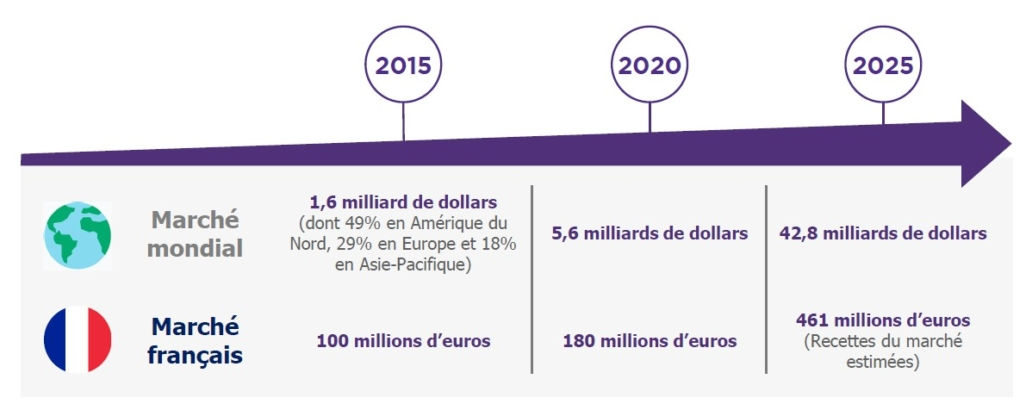 2015
2020
2025
Marché
mondial
1,6 milliard de dollars
(dont 49% en Amérique du
Nord, 29% en Europe et 18%
en Asie-Pacifique)
5,6 milliards de dollars
42,8 milliards de dollars
Marché
français
100 millions d’euros
180 millions d’euros
461 millions d’euros
(Recettes du marché
estimées)